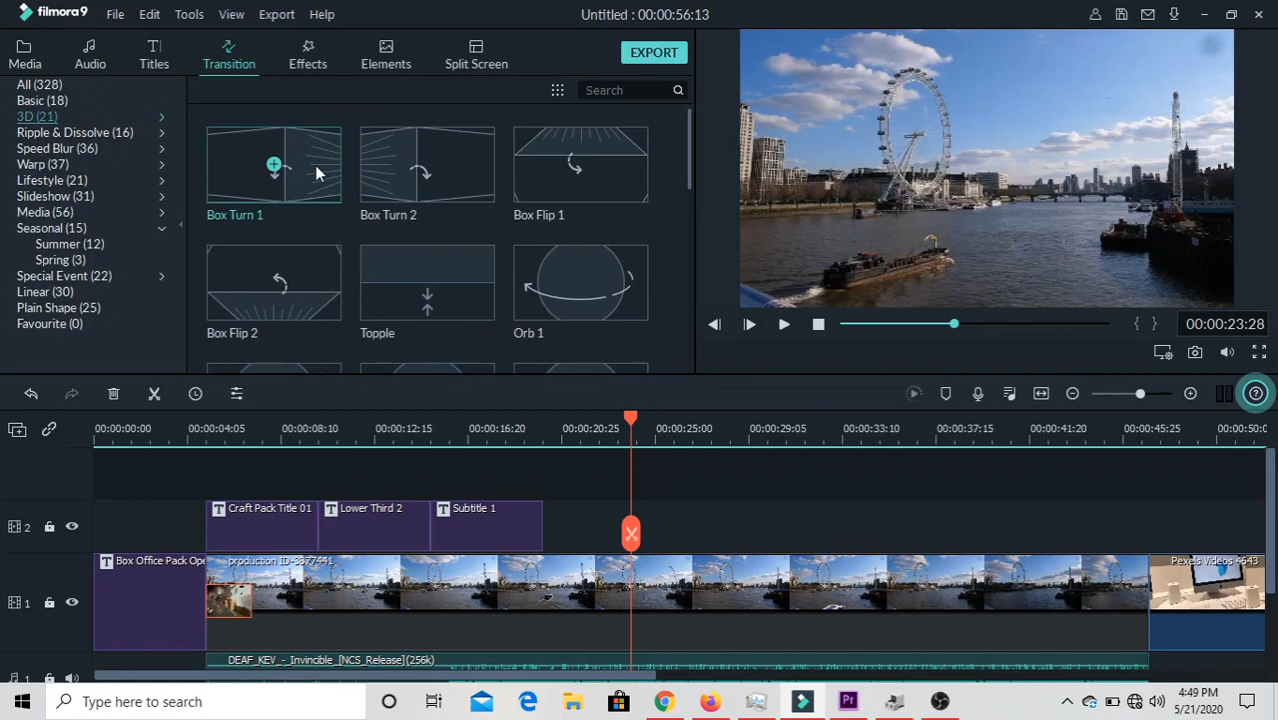 filmora9 File Edit Tools View Export Help Untitled : 00:00:56:13
Media Audio Titles Transition Effects Elements Split Screen EXPORT
All (328)
Search
Basic (18)
3D (21)
Ripple & Dissolve (16)
Speed Blur (36)
Warp (37)
Lifestyle (21)
Slideshow (31)
Media (56)
Seasonal (15)
Summer (12)
Spring (3)
Special Event (22)
Linear (30)
Plain Shape (25)
Favourite (0)
Box Turn 1 Box Turn 2 Box Flip 1
Box Flip 2 Topple Orb 1
00:00:23:28
00:00:00:00 00:00:04:05 00:00:08:10 00:00:12:15 00:00:16:20 00:00:20:25 00:00:25:00 00:00:29:05 00:00:33:10 00:00:37:15 00:00:41:20 00:00:45:25 00:00:50:0
2
T Craft Pack Title 01 T Lower Third 2 T Subtitle 1
1
T Box Office Pack Ope production ID_3877441 Pexels Videos 4643
1
DEAF_KEV_-_Invincible_[NCS_Release](256k)
Type here to search
Pr
4:49 PM
5/21/2020